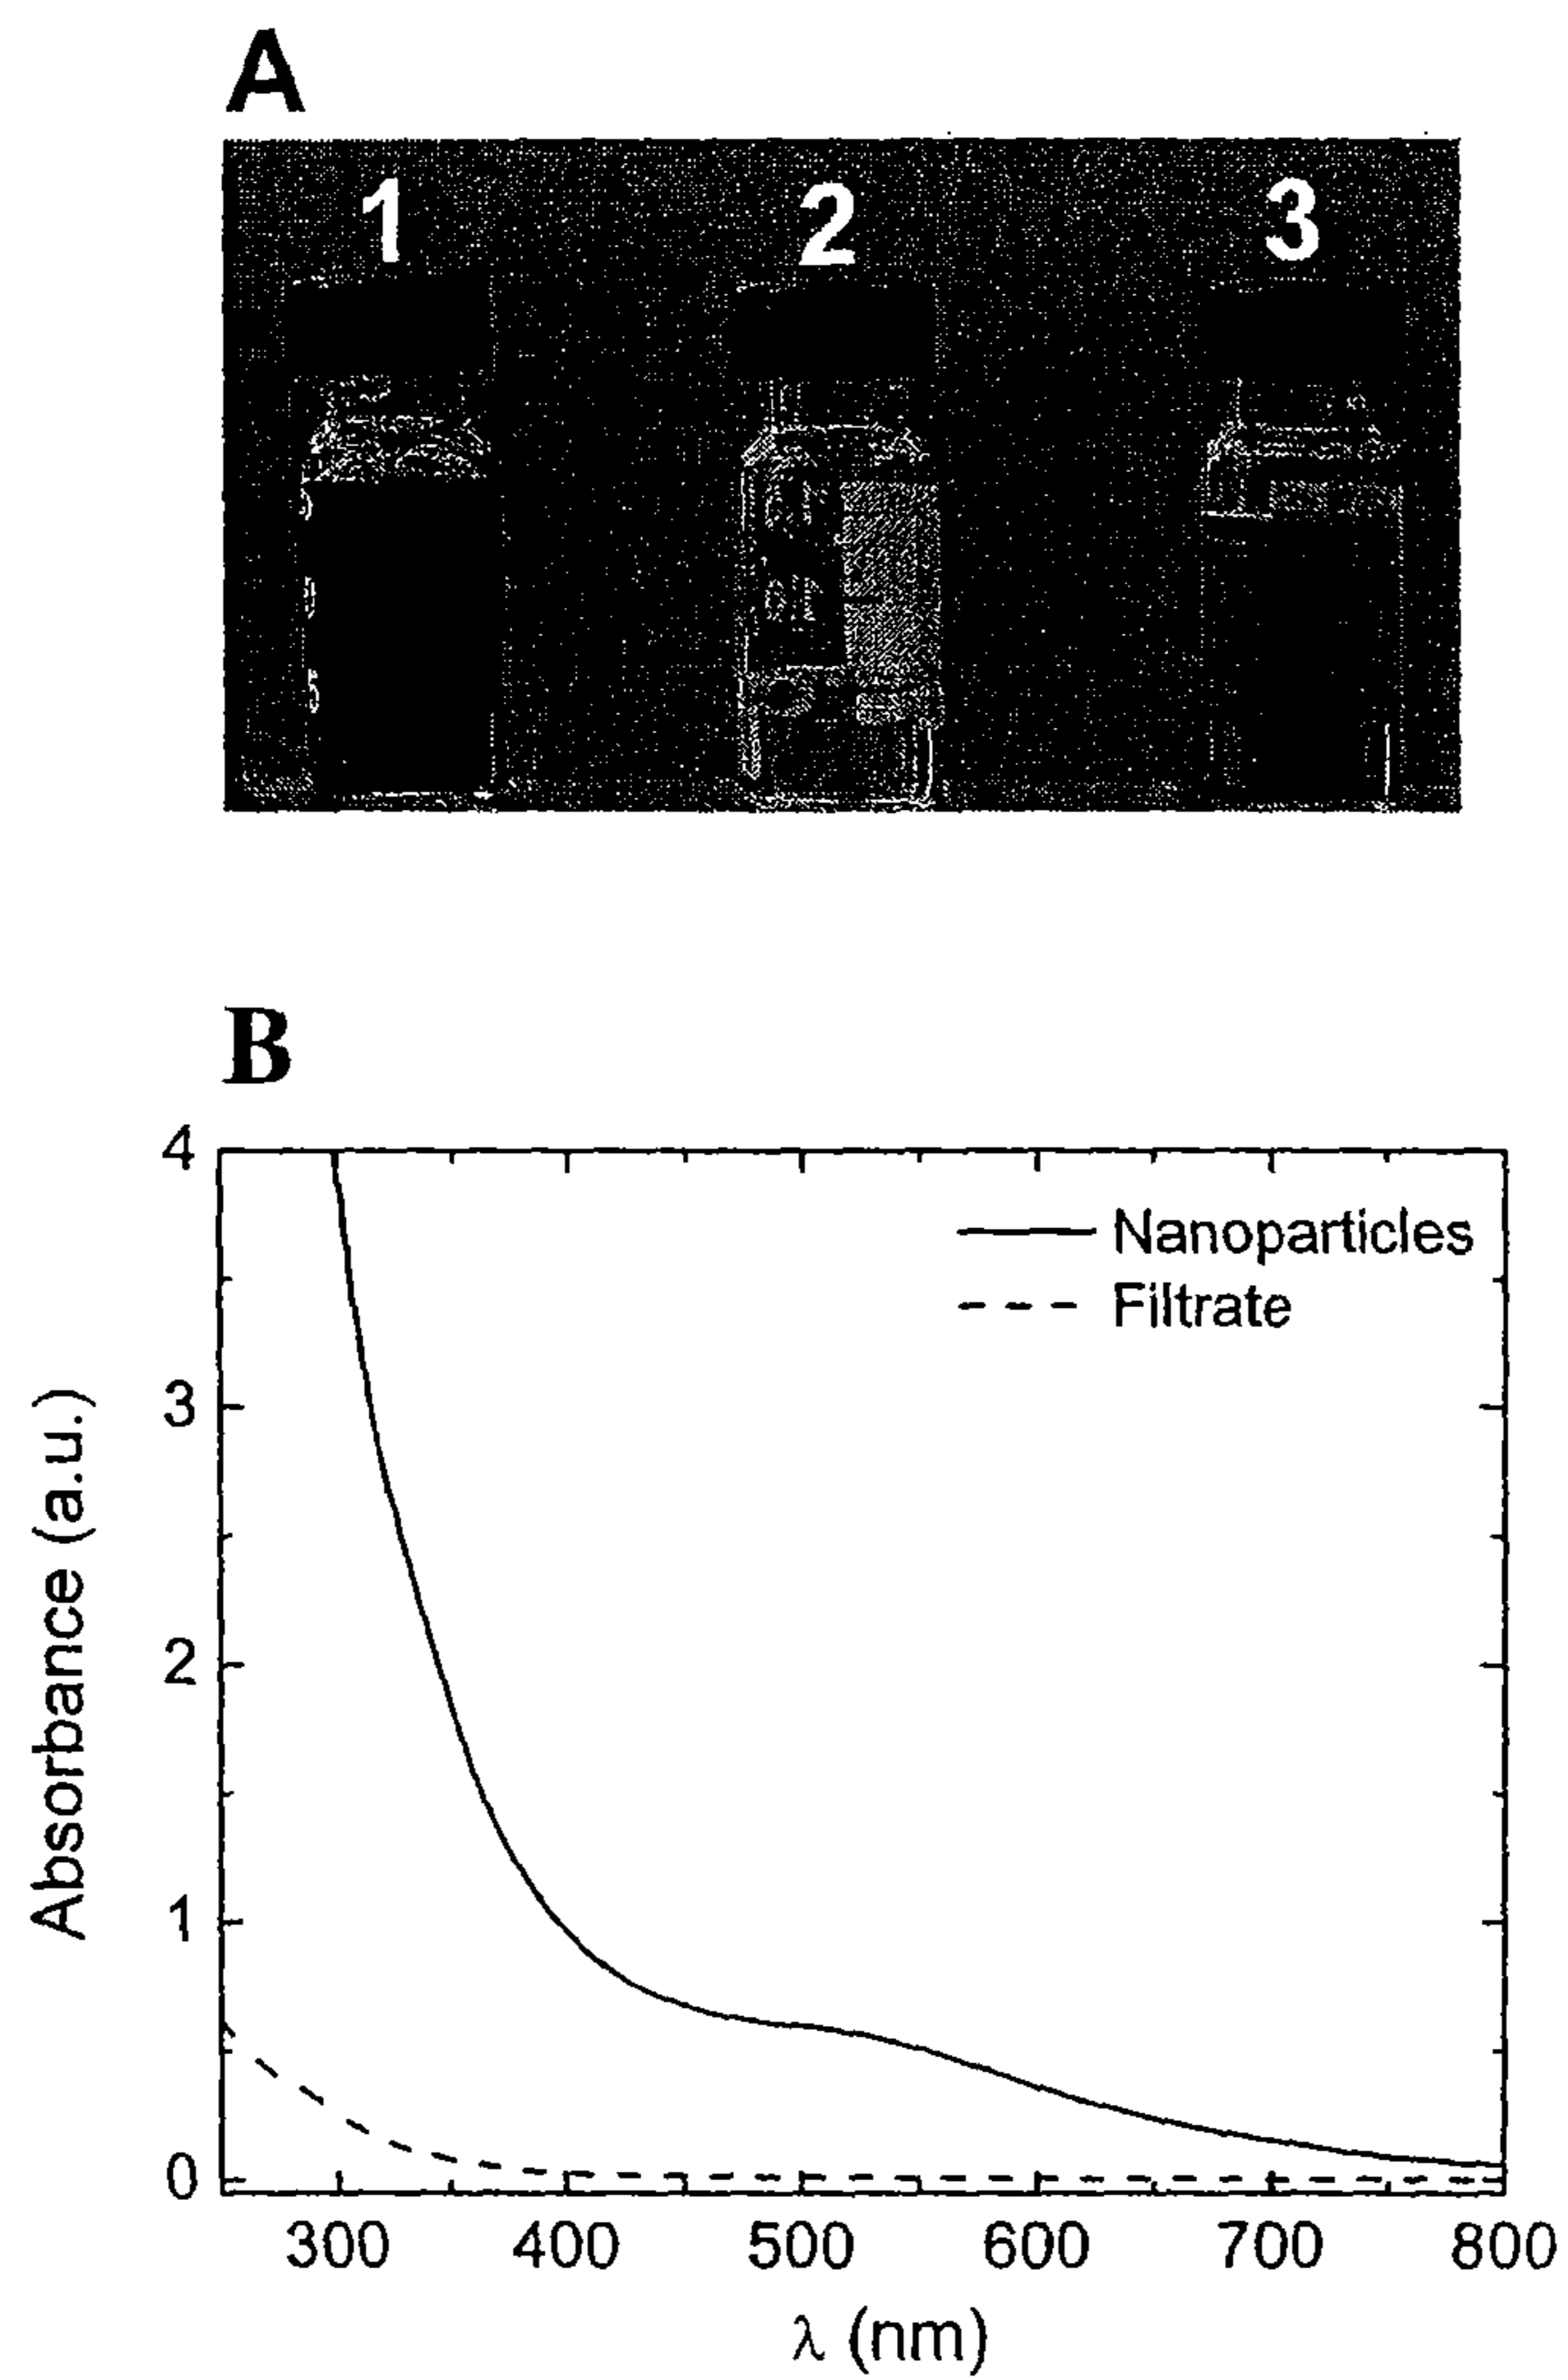 A
1 2 3
B
4
3
2
1
0
Absorbance (a.u.)
Nanoparticles
Filtrate
300 400 500 600 700 800
λ (nm)